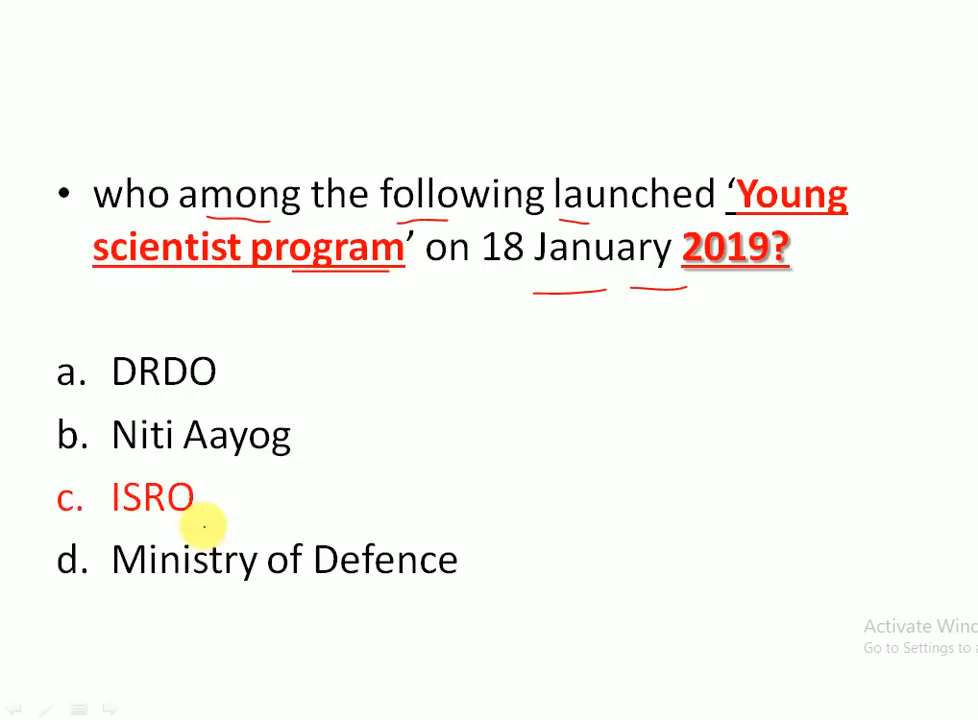 • who among the following launched ‘Young
scientist program’ on 18 January 2019?
a. DRDO
b. Niti Aayog
c. ISRO
d. Ministry of Defence
Activate Winc
Go to Settings to a